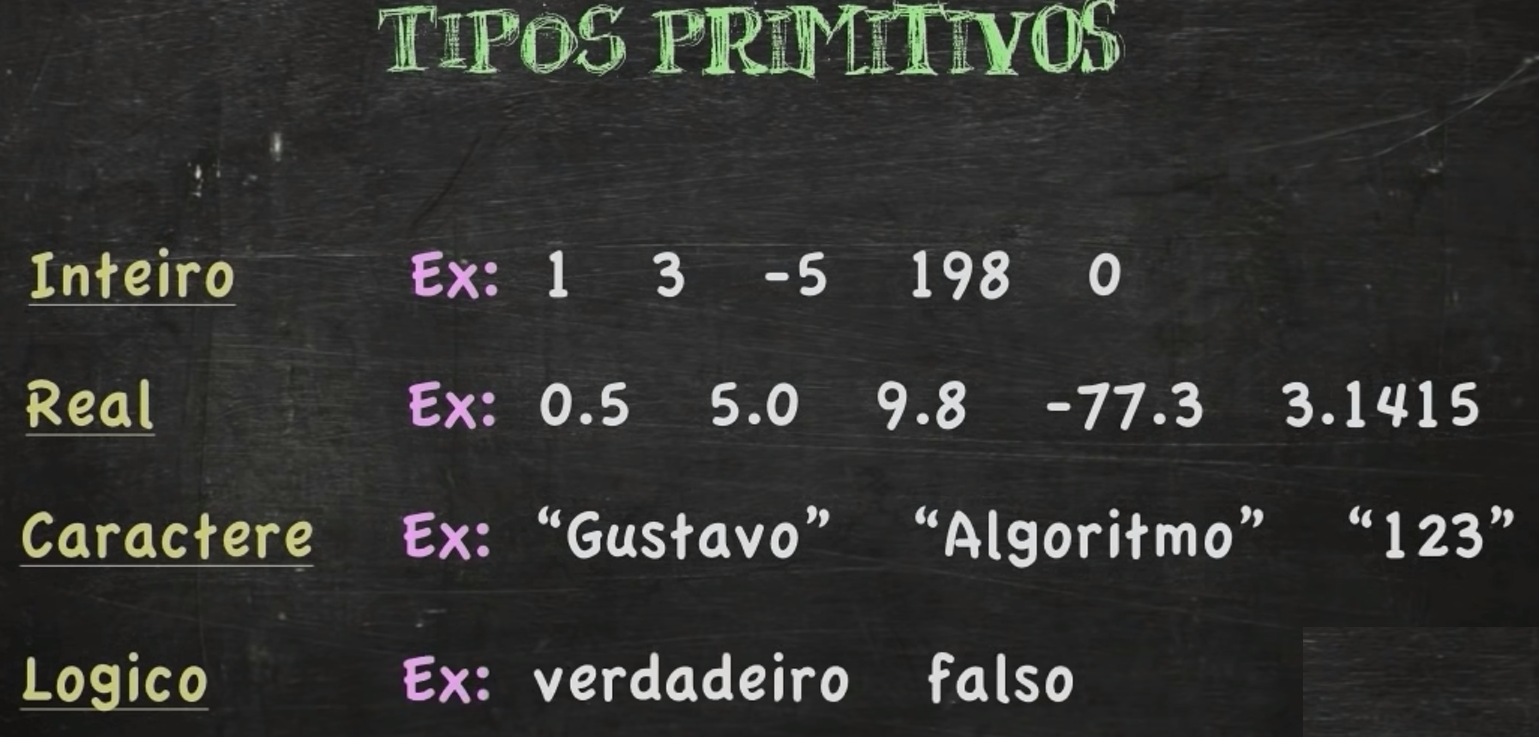 TIPOS PRIMITIVOS
Inteiro Ex: 1 3 -5 198 0
Real Ex: 0.5 5.0 9.8 -77.3 3.1415
Caractere Ex: “Gustavo” “Algoritmo” “123”
Logico Ex: verdadeiro falso